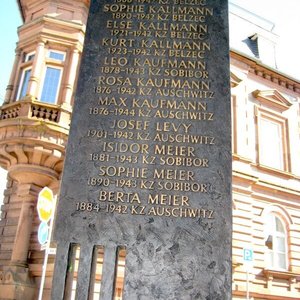 SOPHIE KALLMANN
1890-1942 KZ BELZEC
ELSE KALLMANN
1921-1942 KZ BELZEC
KURT KALLMANN
1923-1942 KZ BELZEC
LEO KAUFMANN
1878-1943 KZ SOBIBOR
ROSA KAUFMANN
1876-1942 KZ AUSCHWITZ
MAX KAUFMANN
1876-1944 KZ AUSCHWITZ
JOSEF LEVY
1901-1942 KZ AUSCHWITZ
ISIDOR MEIER
1881-1943 KZ SOBIBOR
SOPHIE MEIER
1890-1943 KZ SOBIBOR
BERTA MEIER
1884-1942 KZ AUSCHWITZ